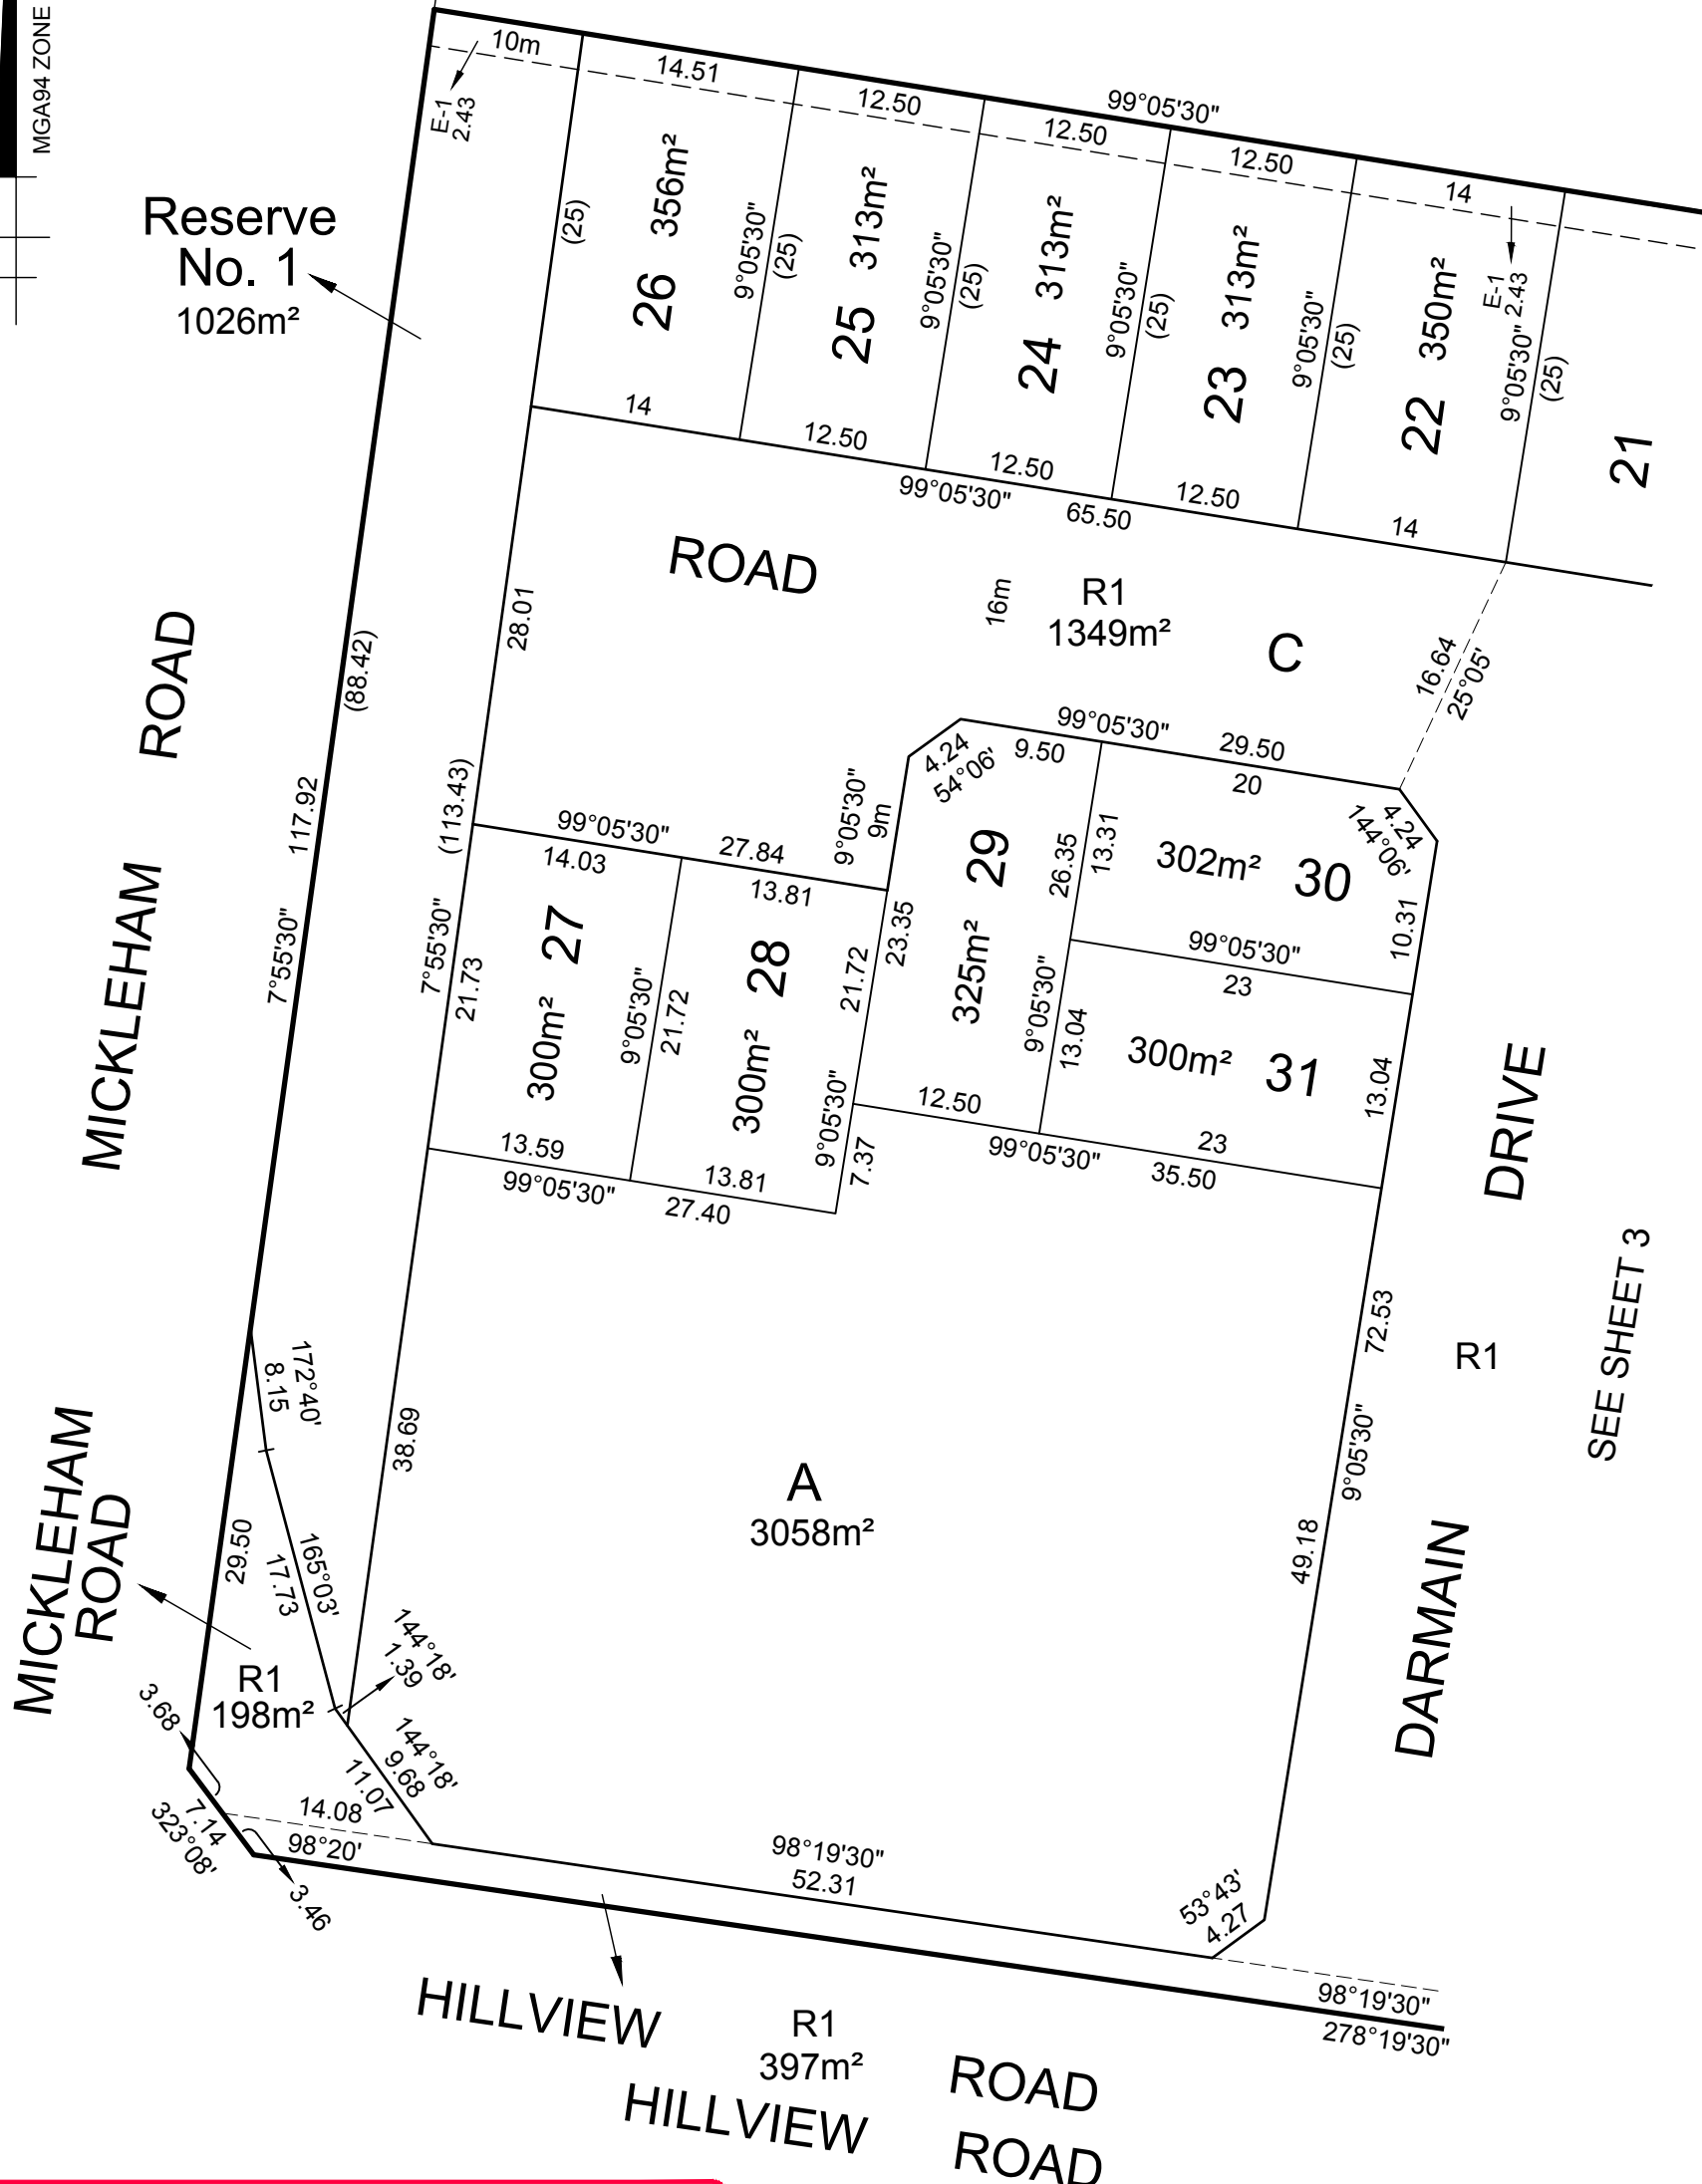 MGA94 ZONE
10m
14.51
12.50
99°05'30"
12.50
12.50
14
E-1
2.43
Reserve
No. 1
1026m²
(25)
26 356m²
9°05'30"
(25)
25 313m²
9°05'30"
(25)
24 313m²
9°05'30"
(25)
23 313m²
9°05'30"
(25)
22 350m²
E-1
2.43
9°05'30"
(25)
21
14
12.50
12.50
12.50
14
99°05'30"
65.50
ROAD
16m
R1
1349m²
C
28.01
16.64
25°05'
MICKLEHAM ROAD
(88.42)
117.92
7°55'30"
(113.43)
7°55'30"
21.73
99°05'30"
27.84
14.03
13.81
9°05'30"
9m
4.24
54°06'
99°05'30"
29.50
9.50
20
4.24
144°06'
27
300m²
9°05'30"
21.72
28
300m²
21.72
9°05'30"
23.35
29
325m²
26.35
13.31
9°05'30"
13.04
302m² 30
10.31
99°05'30"
23
300m² 31
13.04
12.50
99°05'30"
23
35.50
7.37
13.59
13.81
99°05'30"
27.40
DARMAIN DRIVE
R1
SEE SHEET 3
72.53
9°05'30"
49.18
A
3058m²
38.69
172°40'
8.15
165°03'
17.73
29.50
MICKLEHAM
ROAD
R1
198m²
144°18'
1.39
144°18'
9.68
11.07
3.68
7.14
323°08'
3.46
14.08
98°20'
98°19'30"
52.31
53°43'
4.27
98°19'30"
278°19'30"
HILLVIEW ROAD
R1
397m²
HILLVIEW ROAD